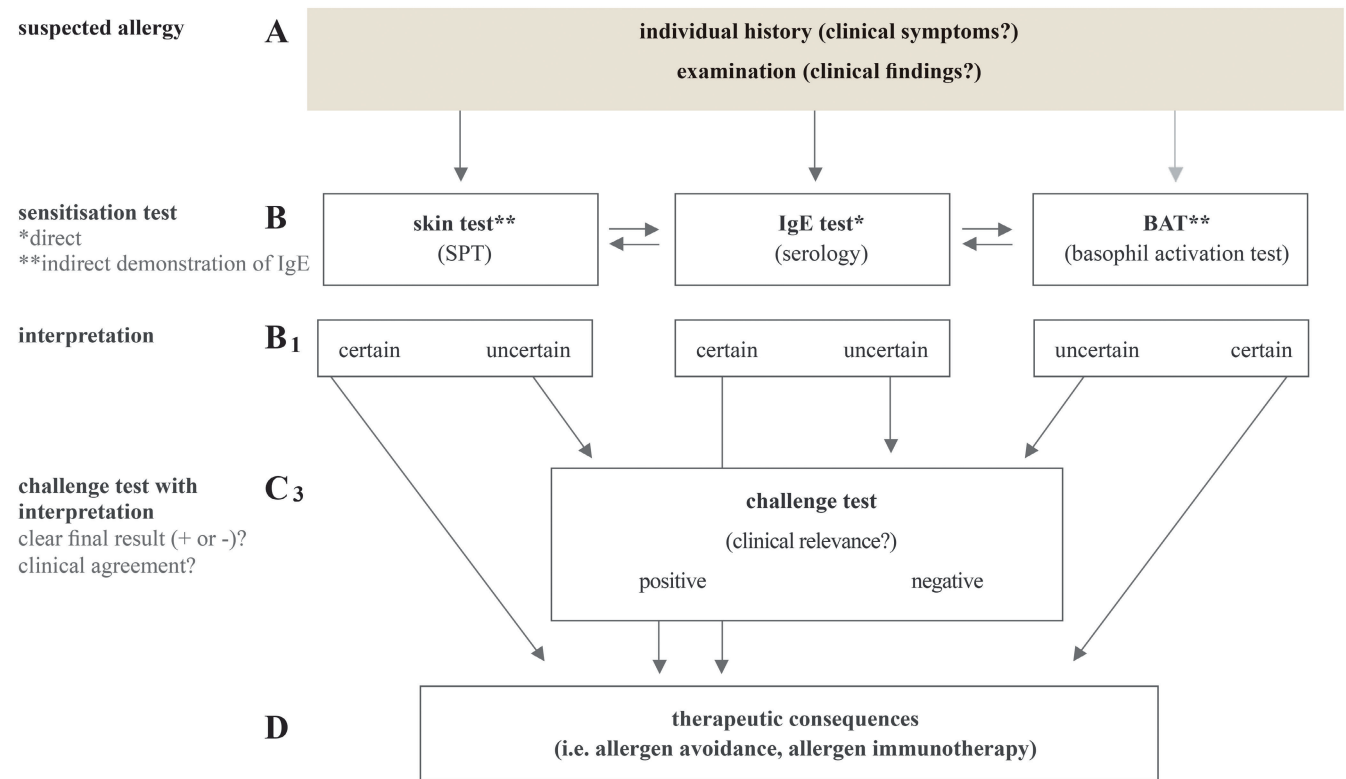 suspected allergy
A
individual history (clinical symptoms?)
examination (clinical findings?)
sensitisation test
*direct
**indirect demonstration of IgE
B
skin test**
(SPT)
IgE test*
(serology)
BAT**
(basophil activation test)
interpretation
B 1
certain uncertain
certain uncertain
uncertain certain
challenge test with
interpretation
clear final result (+ or -)?
clinical agreement?
C 3
challenge test
(clinical relevance?)
positive negative
D
therapeutic consequences
(i.e. allergen avoidance, allergen immunotherapy)